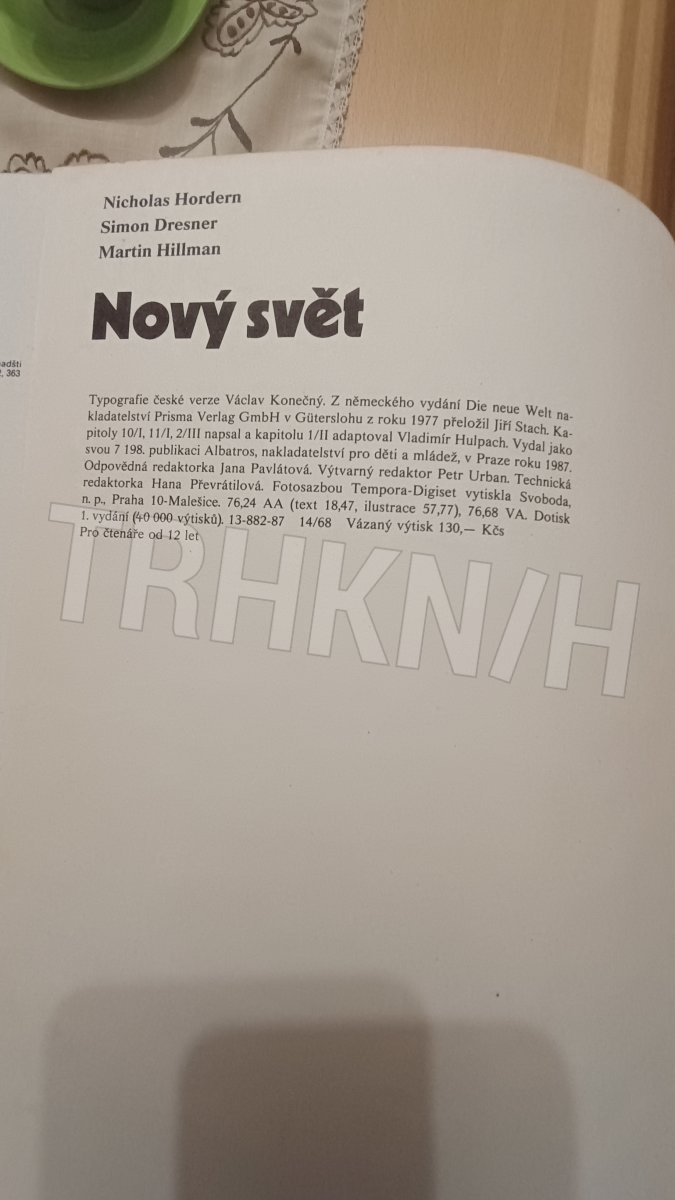 Nicholas Hordern
Simon Dresner
Martin Hillman
Nový svět
adšti
363
Typografie české verze Václav Konečný. Z německého vydání Die neue Welt na-
kladatelství Prisma Verlag GmbH v Güterslohu z roku 1977 přeložil Jiří Stach. Ka-
pitoly 10/I, 11/I, 2/III napsal a kapitolu 1/II adaptoval Vladimír Hulpach. Vydal jako
svou 7 198. publikaci Albatros, nakladatelství pro děti a mládež, v Praze roku 1987.
Odpovědná redaktorka Jana Pavlátová. Výtvarný redaktor Petr Urban. Technická
redaktorka Hana Převrátilová. Fotosazbou Tempora-Digiset vytiskla Svoboda,
n. p., Praha 10-Malešice. 76,24 AA (text 18,47, ilustrace 57,77), 76,68 VA. Dotisk
1. vydání (40 000 výtisků). 13-882-87 14/68 Vázaný výtisk 130,— Kčs
Pro čtenáře od 12 let
TRHKN/H